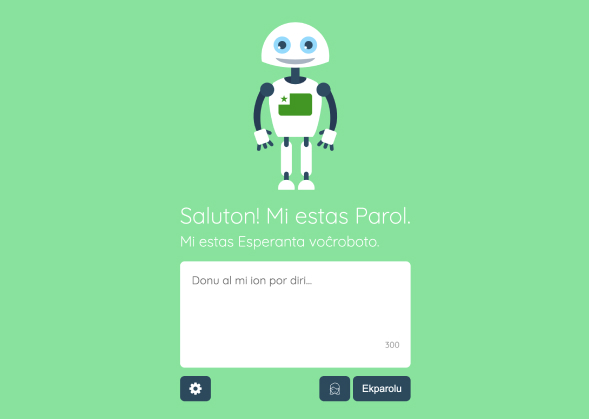 Saluton! Mi estas Parol.
Mi estas Esperanta voĉroboto.
Donu al mi ion por diri...
300
Ekparolu